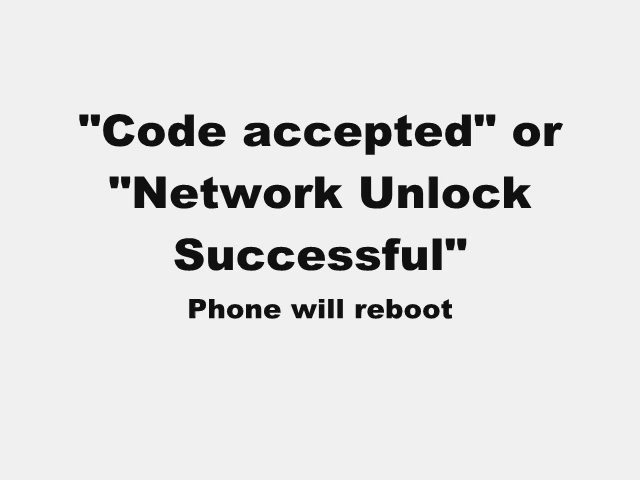 "Code accepted" or
"Network Unlock
Successful"
Phone will reboot